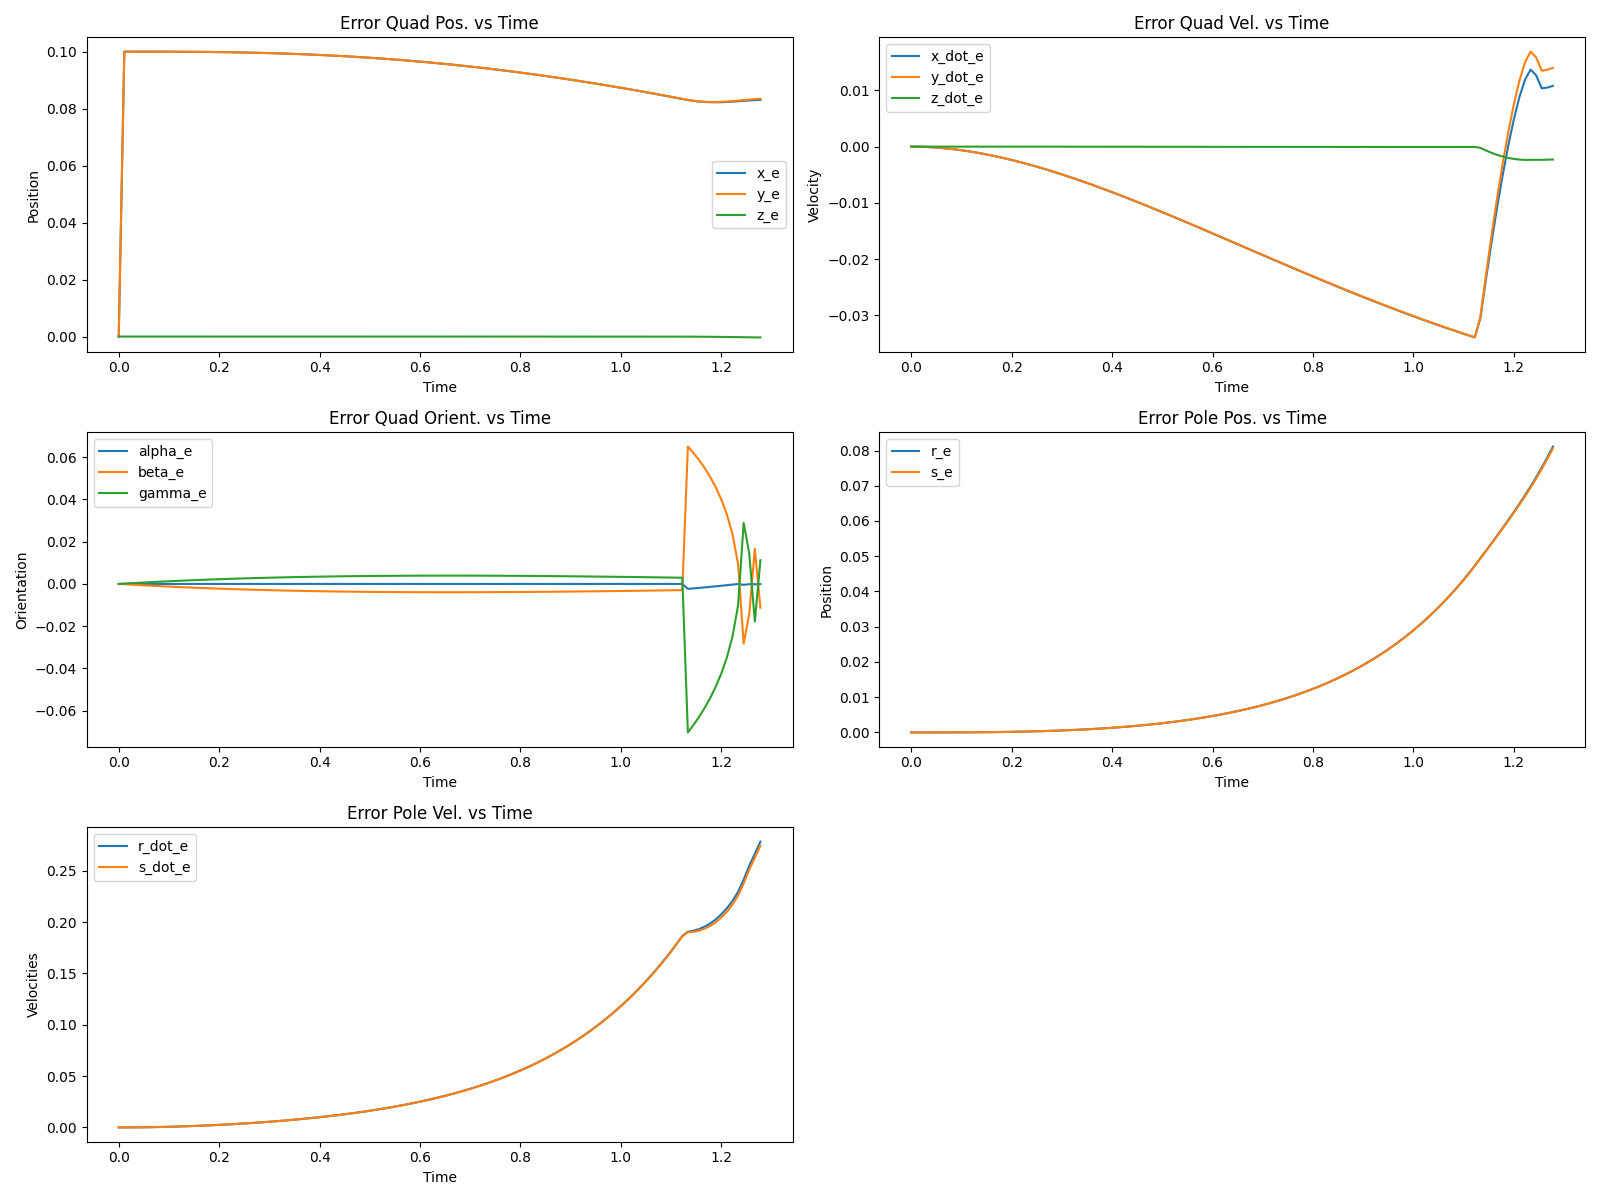 Error Quad Pos. vs Time
0.10
0.08
0.06
0.04
0.02
0.00
Position
x_e
y_e
z_e
0.0 0.2 0.4 0.6 0.8 1.0 1.2
Time
Error Quad Vel. vs Time
x_dot_e
y_dot_e
z_dot_e
0.01
0.00
−0.01
−0.02
−0.03
Velocity
0.0 0.2 0.4 0.6 0.8 1.0 1.2
Time
Error Quad Orient. vs Time
alpha_e
beta_e
gamma_e
0.06
0.04
0.02
0.00
−0.02
−0.04
−0.06
Orientation
0.0 0.2 0.4 0.6 0.8 1.0 1.2
Time
Error Pole Pos. vs Time
r_e
s_e
0.08
0.07
0.06
0.05
0.04
0.03
0.02
0.01
0.00
Position
0.0 0.2 0.4 0.6 0.8 1.0 1.2
Time
Error Pole Vel. vs Time
r_dot_e
s_dot_e
0.25
0.20
0.15
0.10
0.05
0.00
Velocities
0.0 0.2 0.4 0.6 0.8 1.0 1.2
Time